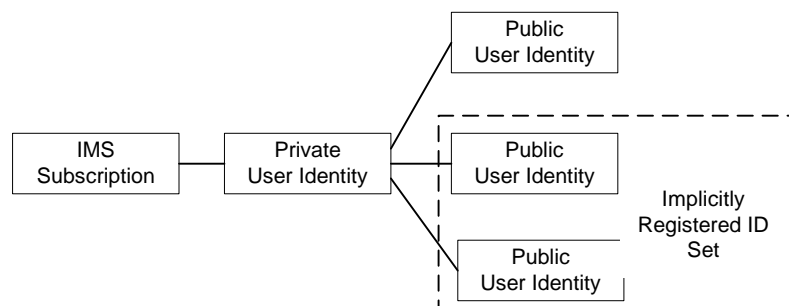 Public
User Identity
IMS
Subscription
Private
User Identity
Public
User Identity
Implicitly
Registered ID
Set
Public
User Identity